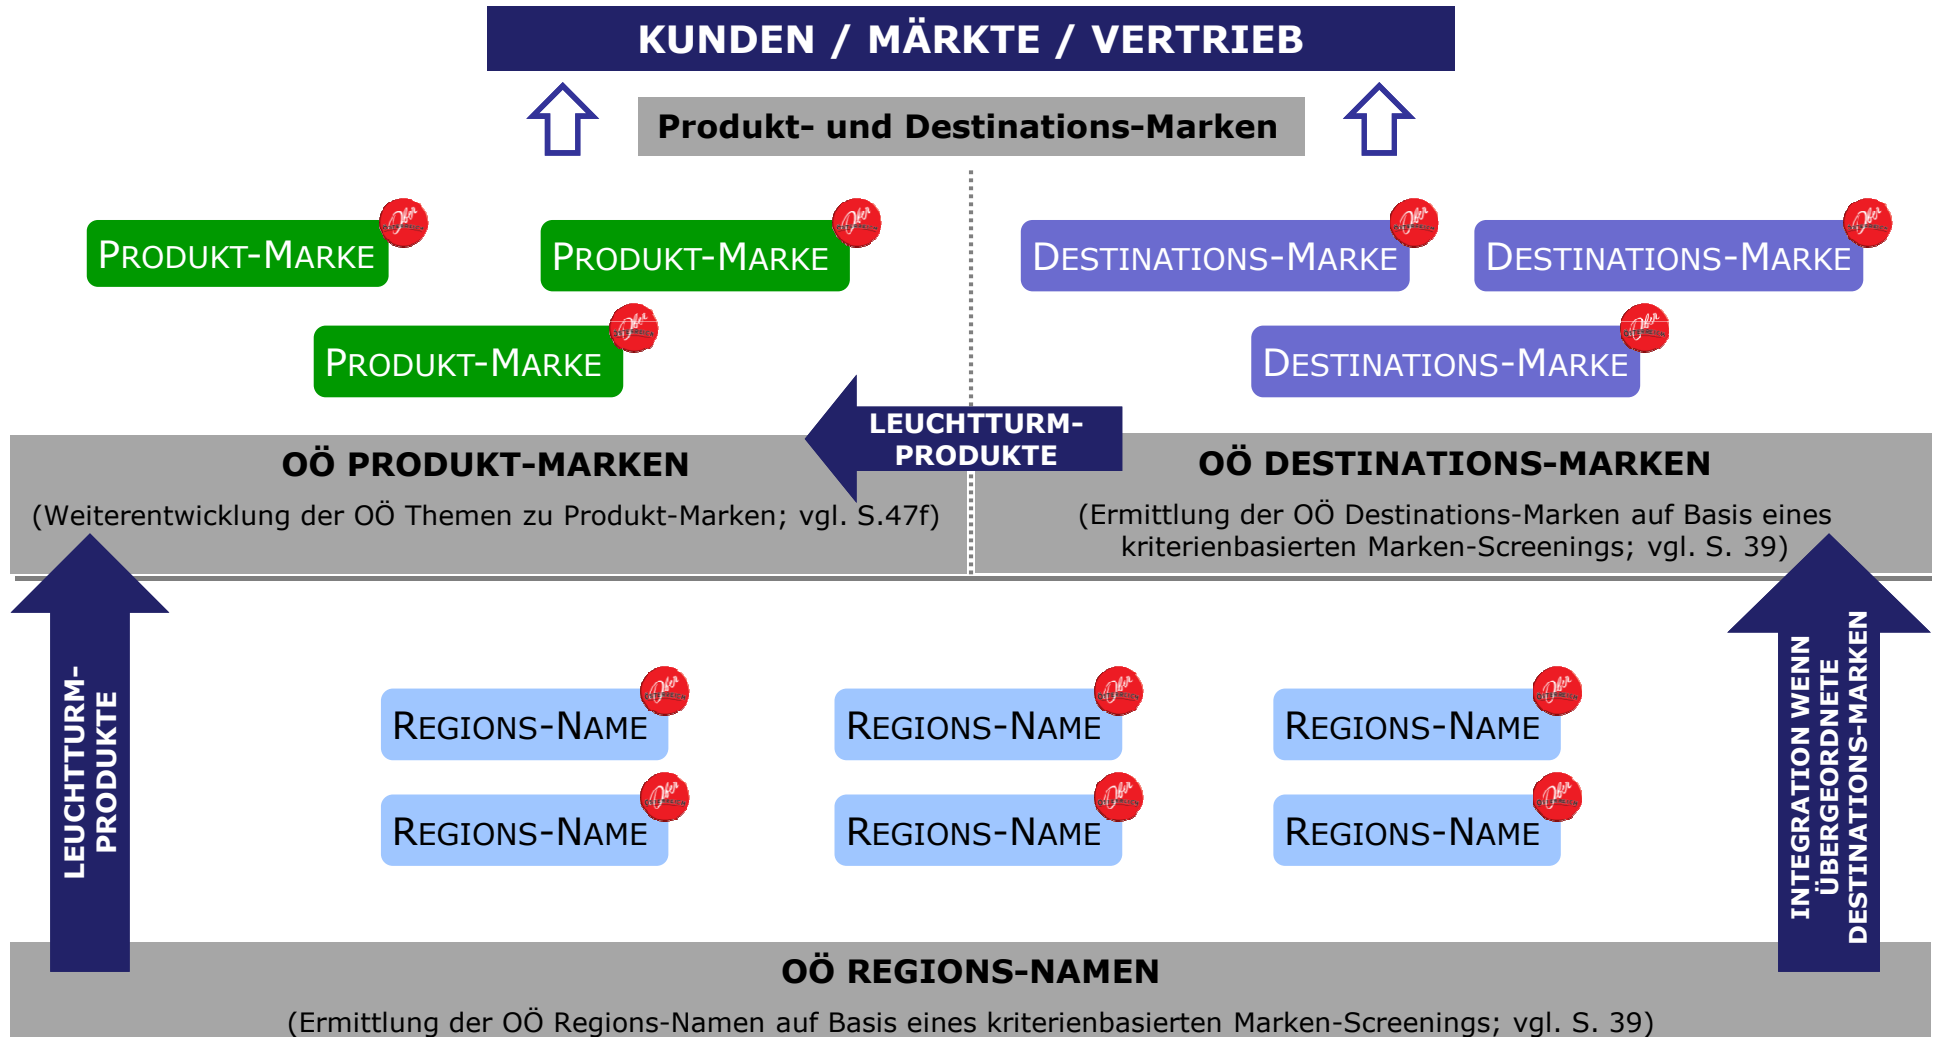 KUNDEN / MÄRKTE / VERTRIEB
Produkt- und Destinations-Marken
PRODUKT-MARKE
PRODUKT-MARKE
PRODUKT-MARKE
DESTINATIONS-MARKE
DESTINATIONS-MARKE
DESTINATIONS-MARKE
LEUCHTTURM-
PRODUKTE
OÖ PRODUKT-MARKEN
(Weiterentwicklung der OÖ Themen zu Produkt-Marken; vgl. S.47f)
OÖ DESTINATIONS-MARKEN
(Ermittlung der OÖ Destinations-Marken auf Basis eines
kriterienbasierten Marken-Screenings; vgl. S. 39)
LEUCHTTURM-
PRODUKTE
REGIONS-NAME
REGIONS-NAME
REGIONS-NAME
REGIONS-NAME
REGIONS-NAME
REGIONS-NAME
INTEGRATION WENN
ÜBERGEORDNETE
DESTINATIONS-MARKEN
OÖ REGIONS-NAMEN
(Ermittlung der OÖ Regions-Namen auf Basis eines kriterienbasierten Marken-Screenings; vgl. S. 39)